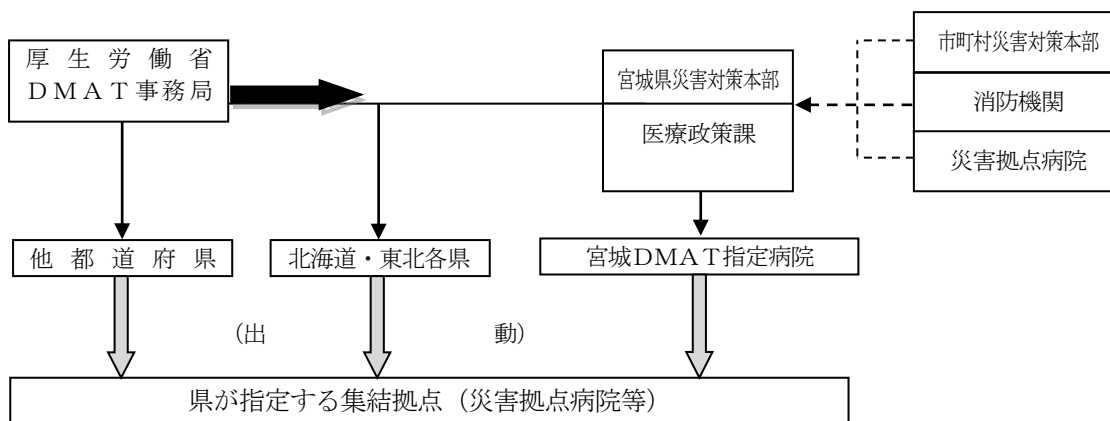 厚生労働省
DMAT事務局
宮城県災害対策本部
医療政策課
市町村災害対策本部
消防機関
災害拠点病院
他都道府県
北海道・東北各県
宮城DMAT指定病院
(出動)
県が指定する集結拠点（災害拠点病院等）